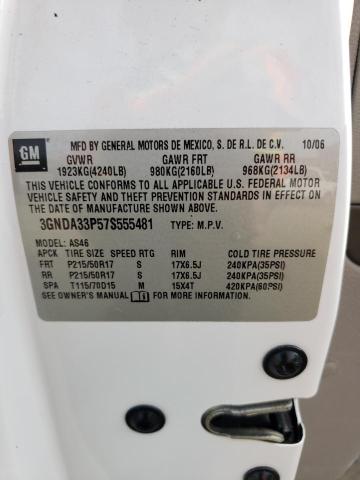 GM
MFD BY GENERAL MOTORS DE MEXICO, S. DE R.L. DE C.V. 10/06
GVWR GAWR FRT GAWR RR
1923KG(4240LB) 980KG(2160LB) 968KG(2134LB)
THIS VEHICLE CONFORMS TO ALL APPLICABLE U.S. FEDERAL MOTOR
VEHICLE SAFETY AND THEFT PREVENTION STANDARDS IN EFFECT ON
THE DATE OF MANUFACTURE SHOWN ABOVE.
3GNDA33P57S555481 TYPE: M.P.V.
MODEL: AS46
APCK TIRE SIZE SPEED RTG RIM COLD TIRE PRESSURE
FRT P215/50R17 S 17X6.5J 240KPA(35PSI)
RR P215/50R17 S 17X6.5J 240KPA(35PSI)
SPA T115/70D15 M 15X4T 420KPA(60PSI)
SEE OWNER'S MANUAL FOR MORE INFORMATION.